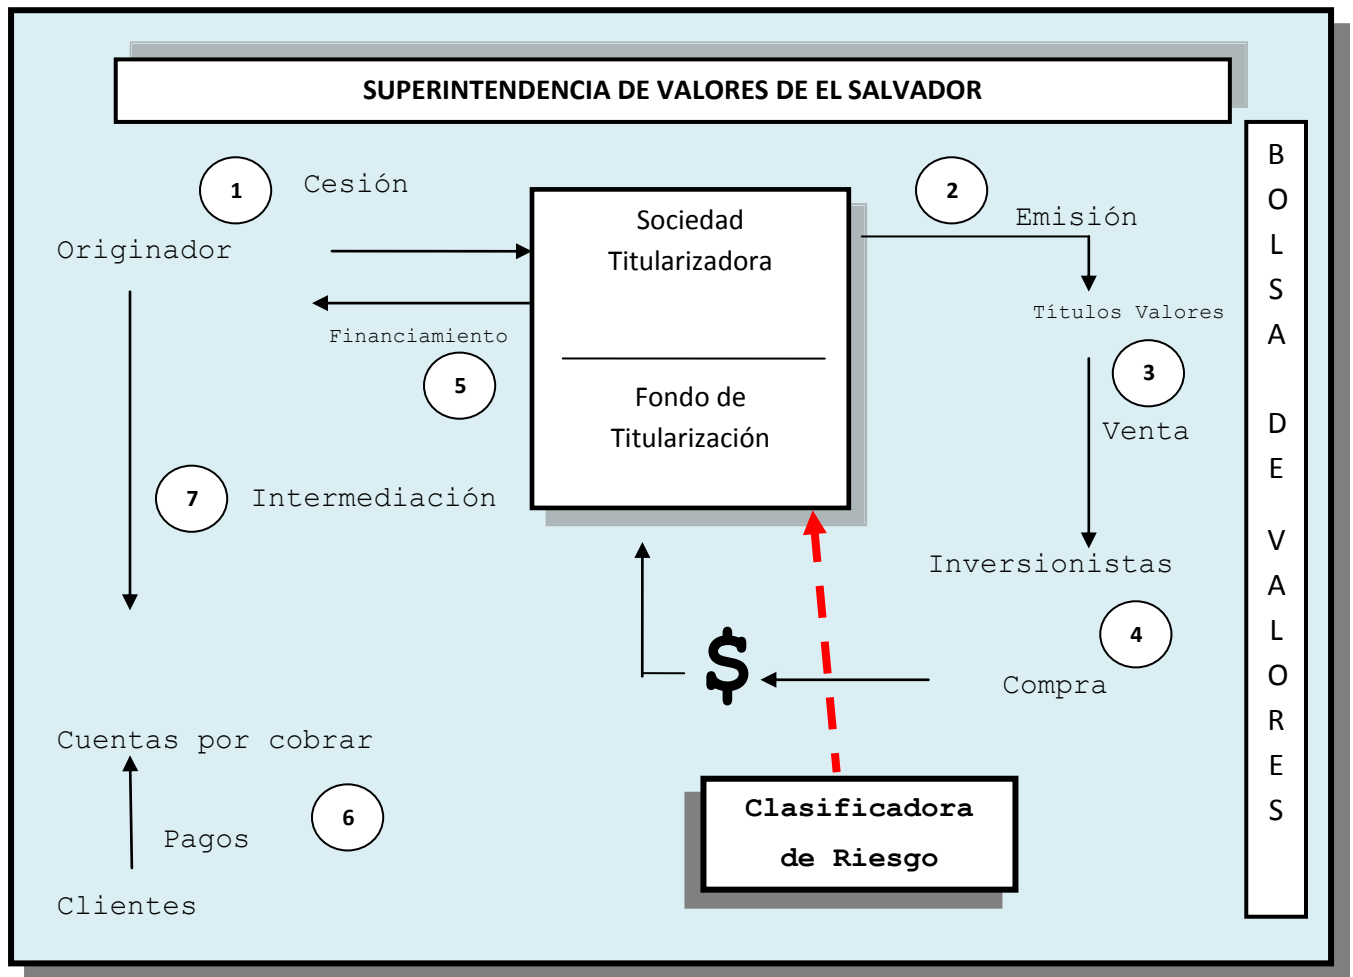 SUPERINTENDENCIA DE VALORES DE EL SALVADOR
1
Cesión
Originador
Sociedad
Titularizadora
2
Emisión
Títulos Valores
Financiamiento
5
3
Venta
Fondo de
Titularización
7
Intermediación
Inversionistas
4
$
Compra
Cuentas por cobrar
6
Pagos
Clientes
Clasificadora
de Riesgo
B
O
L
S
A
D
E
V
A
L
O
R
E
S